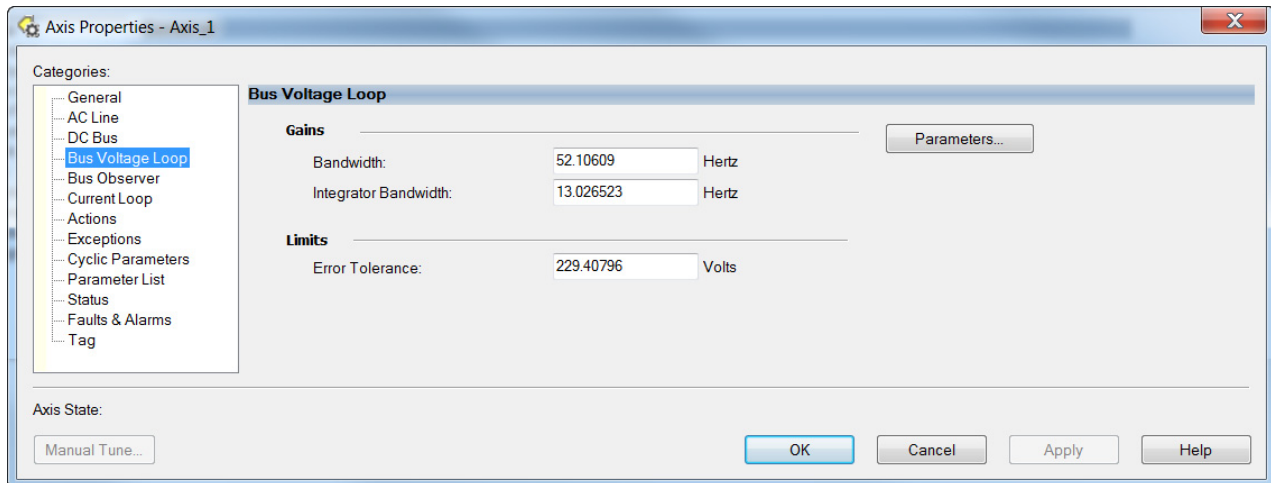 Axis Properties - Axis_1
X
Categories:
General
AC Line
DC Bus
Bus Voltage Loop
Bus Observer
Current Loop
Actions
Exceptions
Cyclic Parameters
Parameter List
Status
Faults & Alarms
Tag
Bus Voltage Loop
Gains
Parameters...
Bandwidth: 52.10609 Hertz
Integrator Bandwidth: 13.026523 Hertz
Limits
Error Tolerance: 229.40796 Volts
Axis State:
Manual Tune... OK Cancel Apply Help